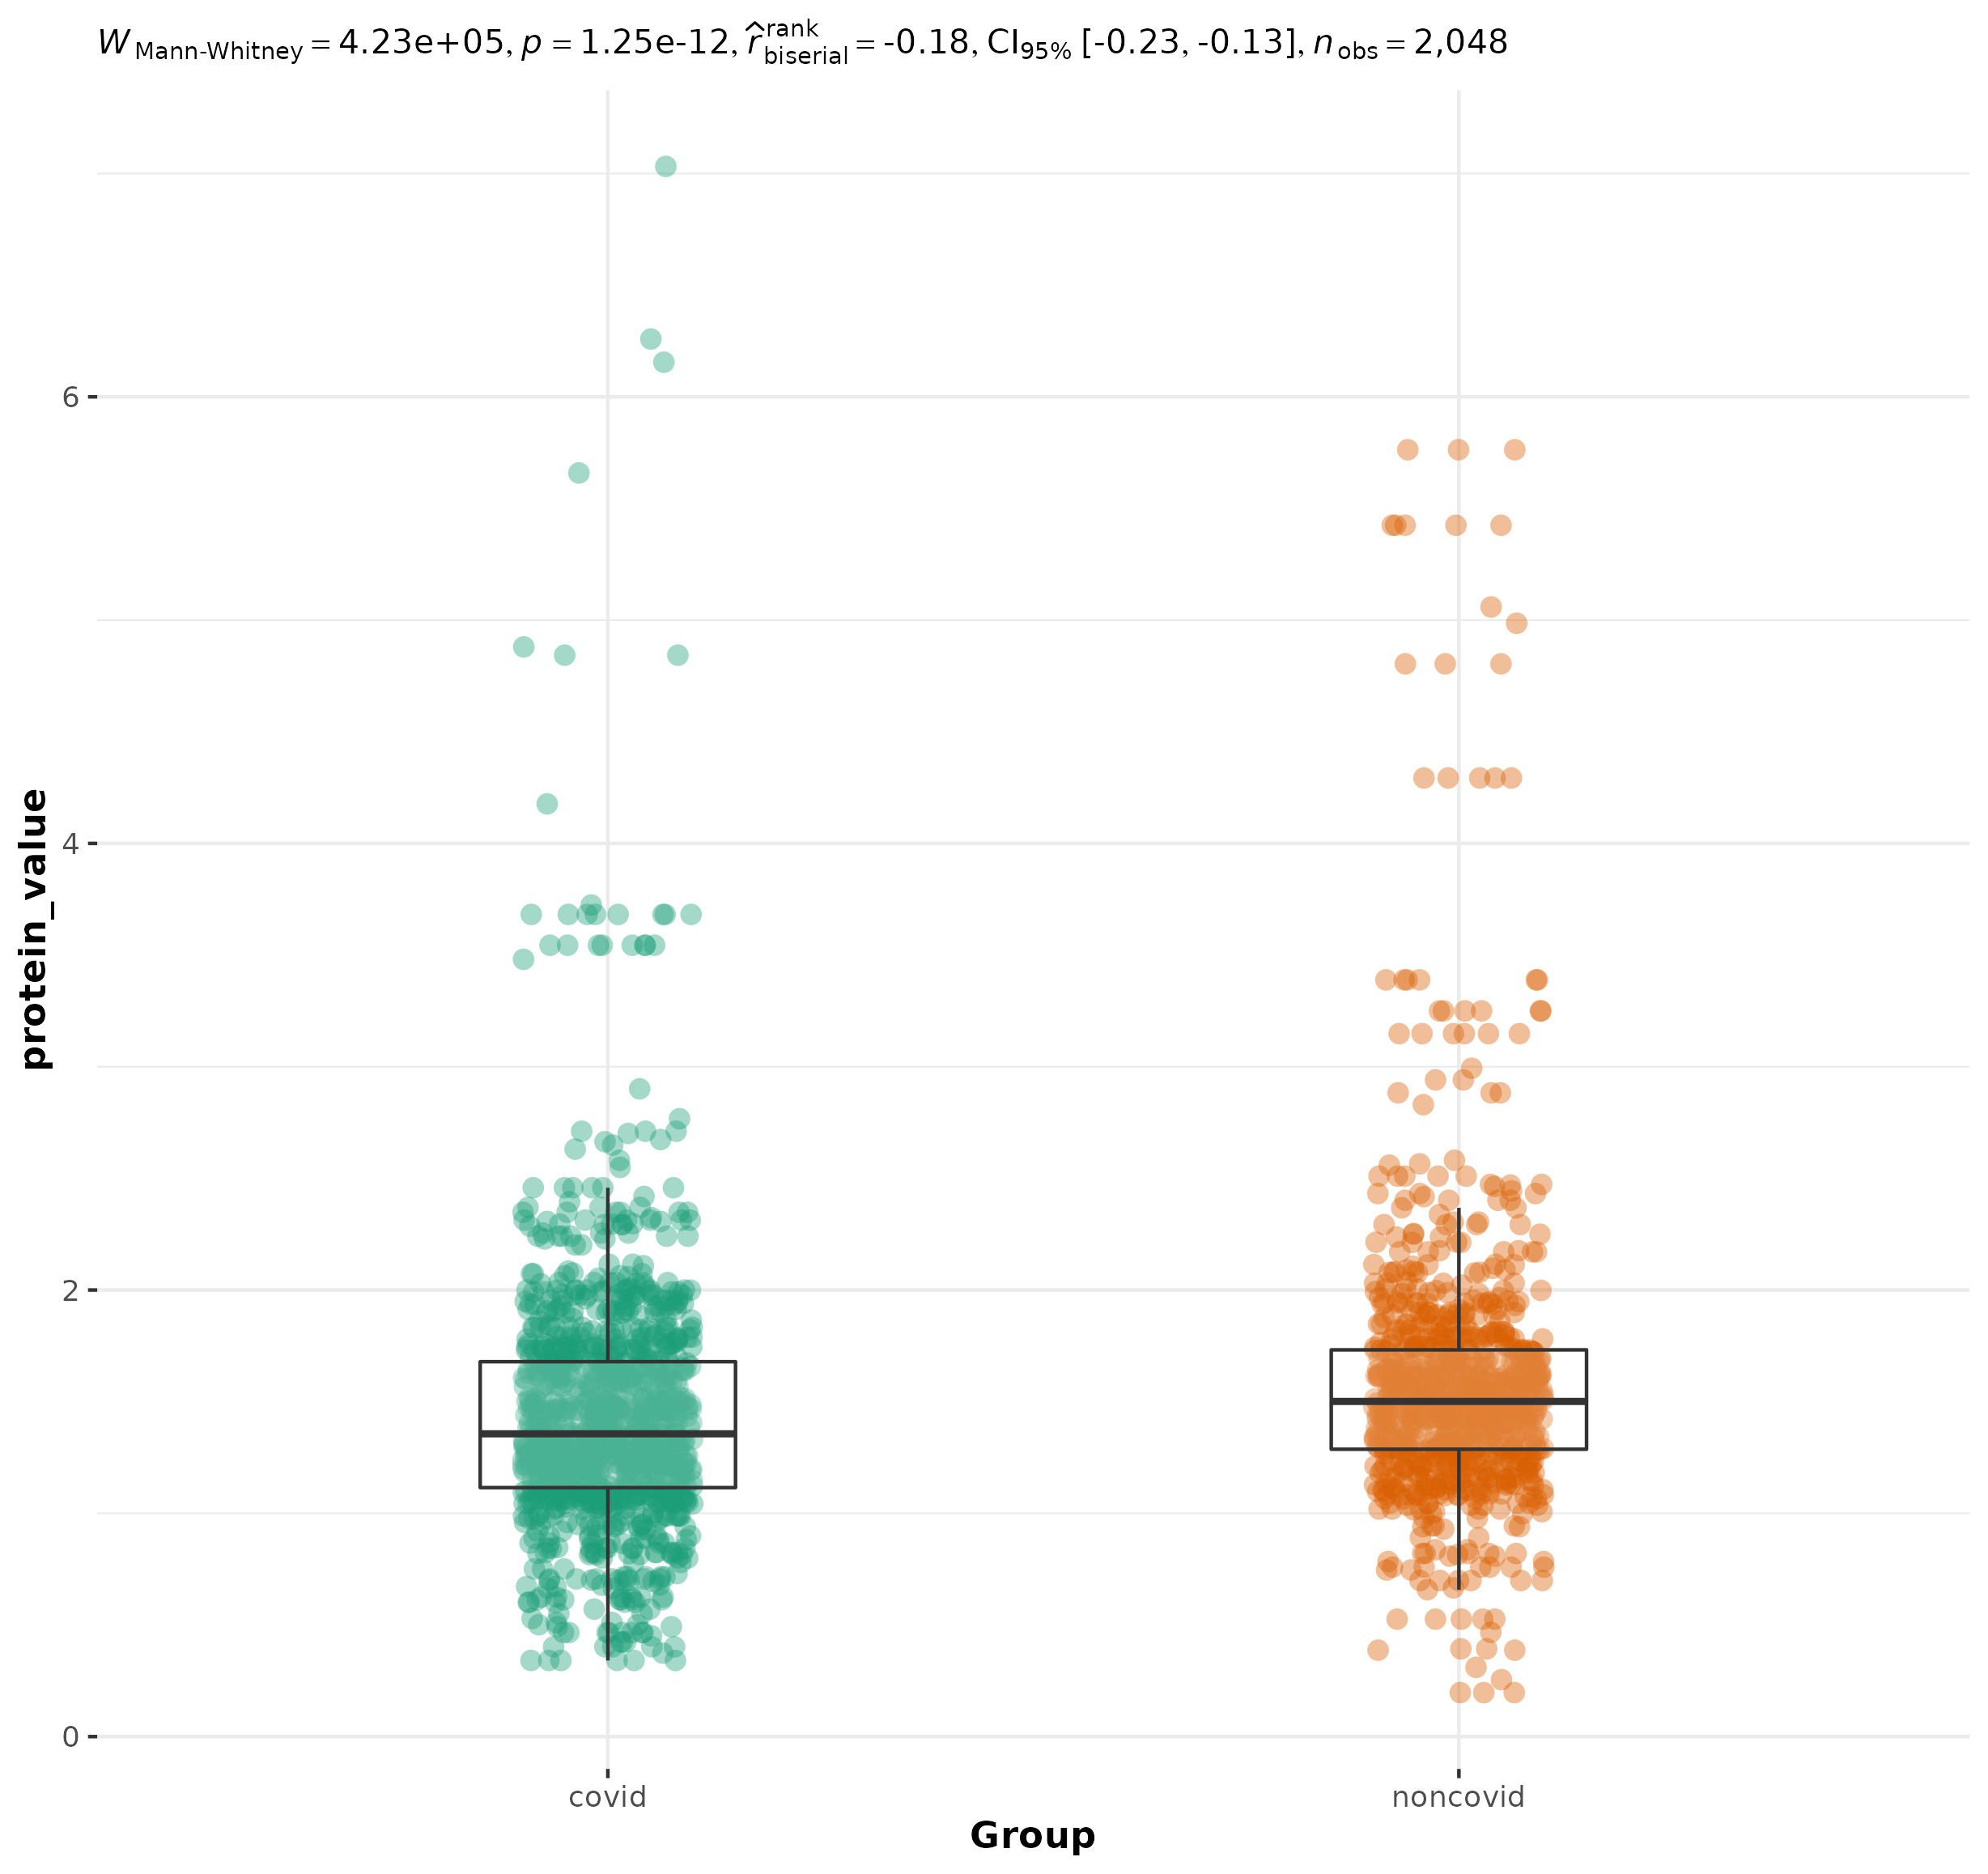 W Mann-Whitney = 4.23e+05, p = 1.25e-12, r̂ rank biserial = -0.18, CI95% [-0.23, -0.13], n obs = 2,048
6
4
2
0
protein_value
covid noncovid
Group